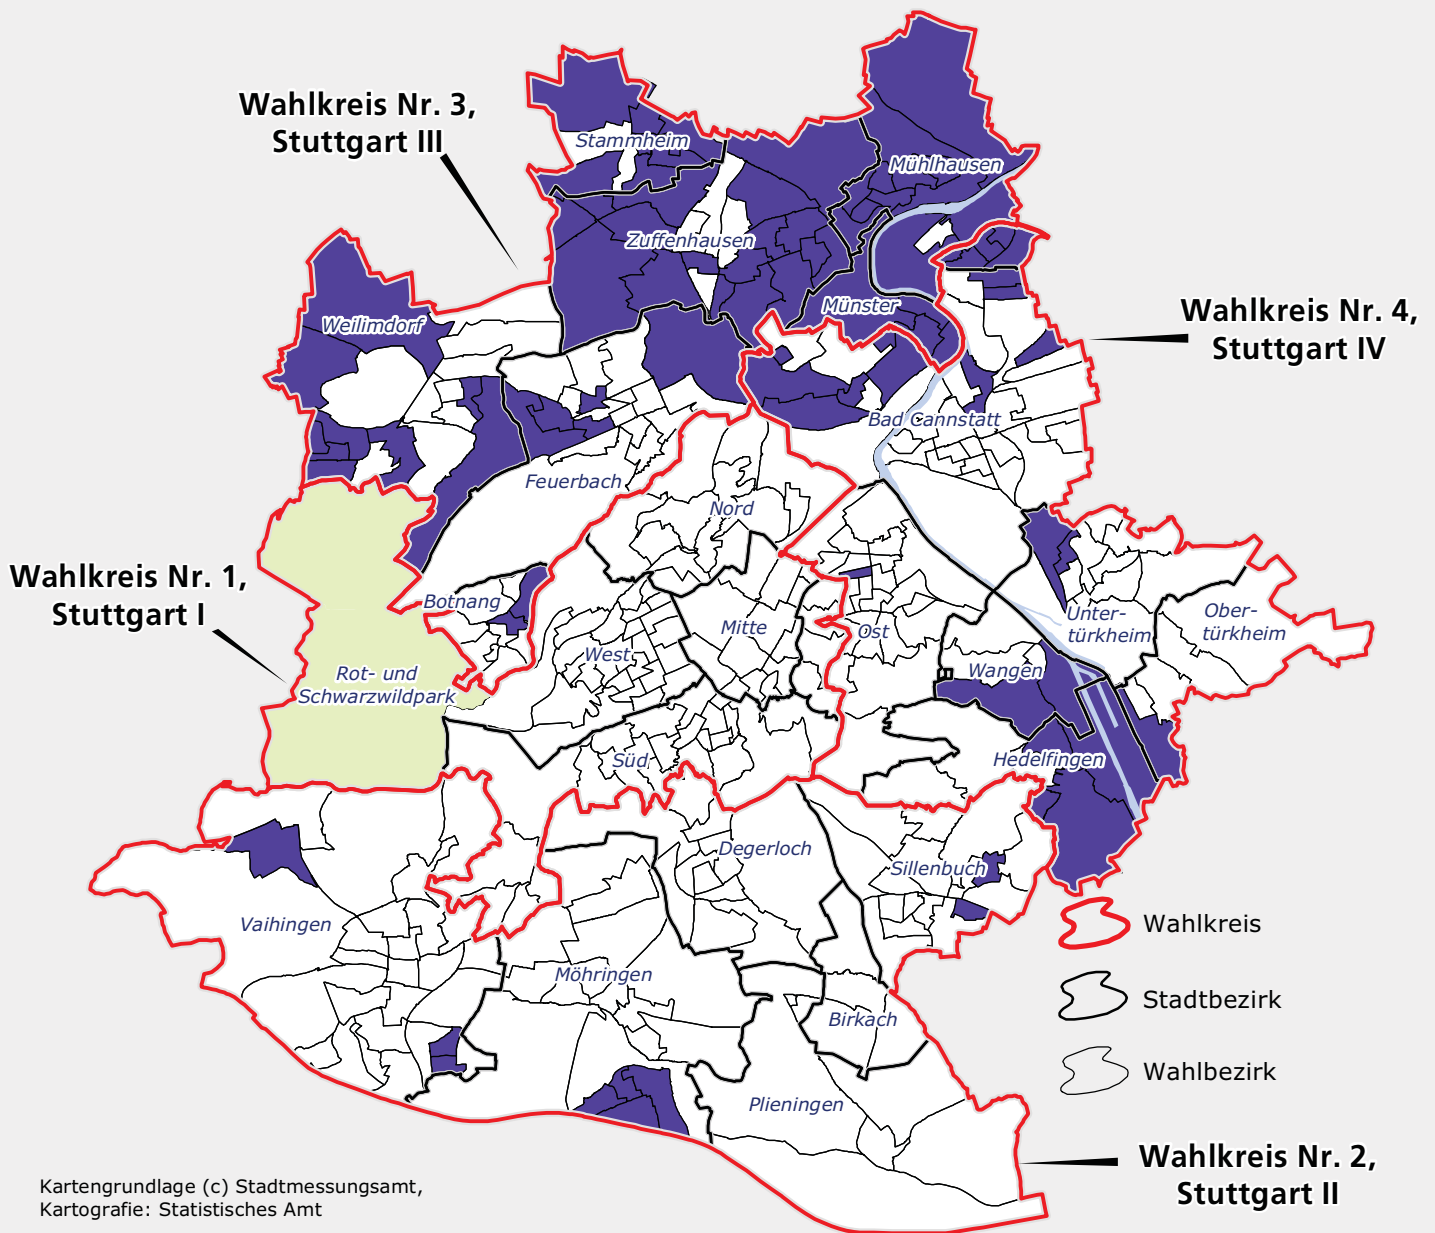 Wahlkreis Nr. 3,
Stuttgart III
Stammheim
Mühlhausen
Zuffenhausen
Münster
Weilimdorf
Wahlkreis Nr. 4,
Stuttgart IV
Bad Cannstatt
Feuerbach
Nord
Wahlkreis Nr. 1,
Stuttgart I
Botnang
Mitte
West
Ost
Unter-
türkheim
Ober-
türkheim
Wangen
Rot- und
Schwarzwildpark
Süd
Hedelfingen
Degerloch
Sillenbuch
Vaihingen
Möhringen
Birkach
Plieningen
Wahlkreis
Stadtbezirk
Wahlbezirk
Wahlkreis Nr. 2,
Stuttgart II
Kartengrundlage (c) Stadtmessungsamt,
Kartografie: Statistisches Amt